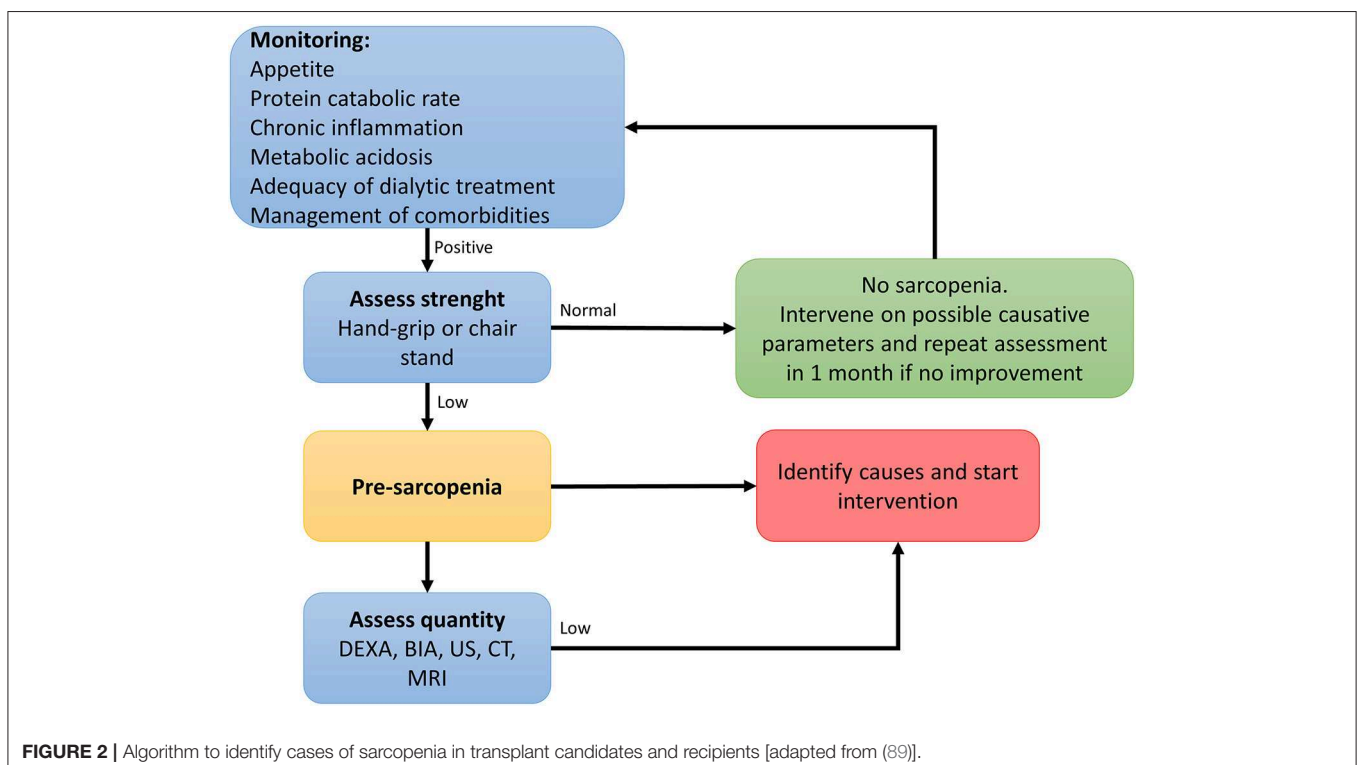 Monitoring:
Appetite
Protein catabolic rate
Chronic inflammation
Metabolic acidosis
Adequacy of dialytic treatment
Management of comorbidities
Positive
Assess strenght
Hand-grip or chair
stand
Normal
No sarcopenia.
Intervene on possible causative
parameters and repeat assessment
in 1 month if no improvement
Low
Pre-sarcopenia
Identify causes and start
intervention
Assess quantity
DEXA, BIA, US, CT,
MRI
Low
FIGURE 2 | Algorithm to identify cases of sarcopenia in transplant candidates and recipients [adapted from (89)].